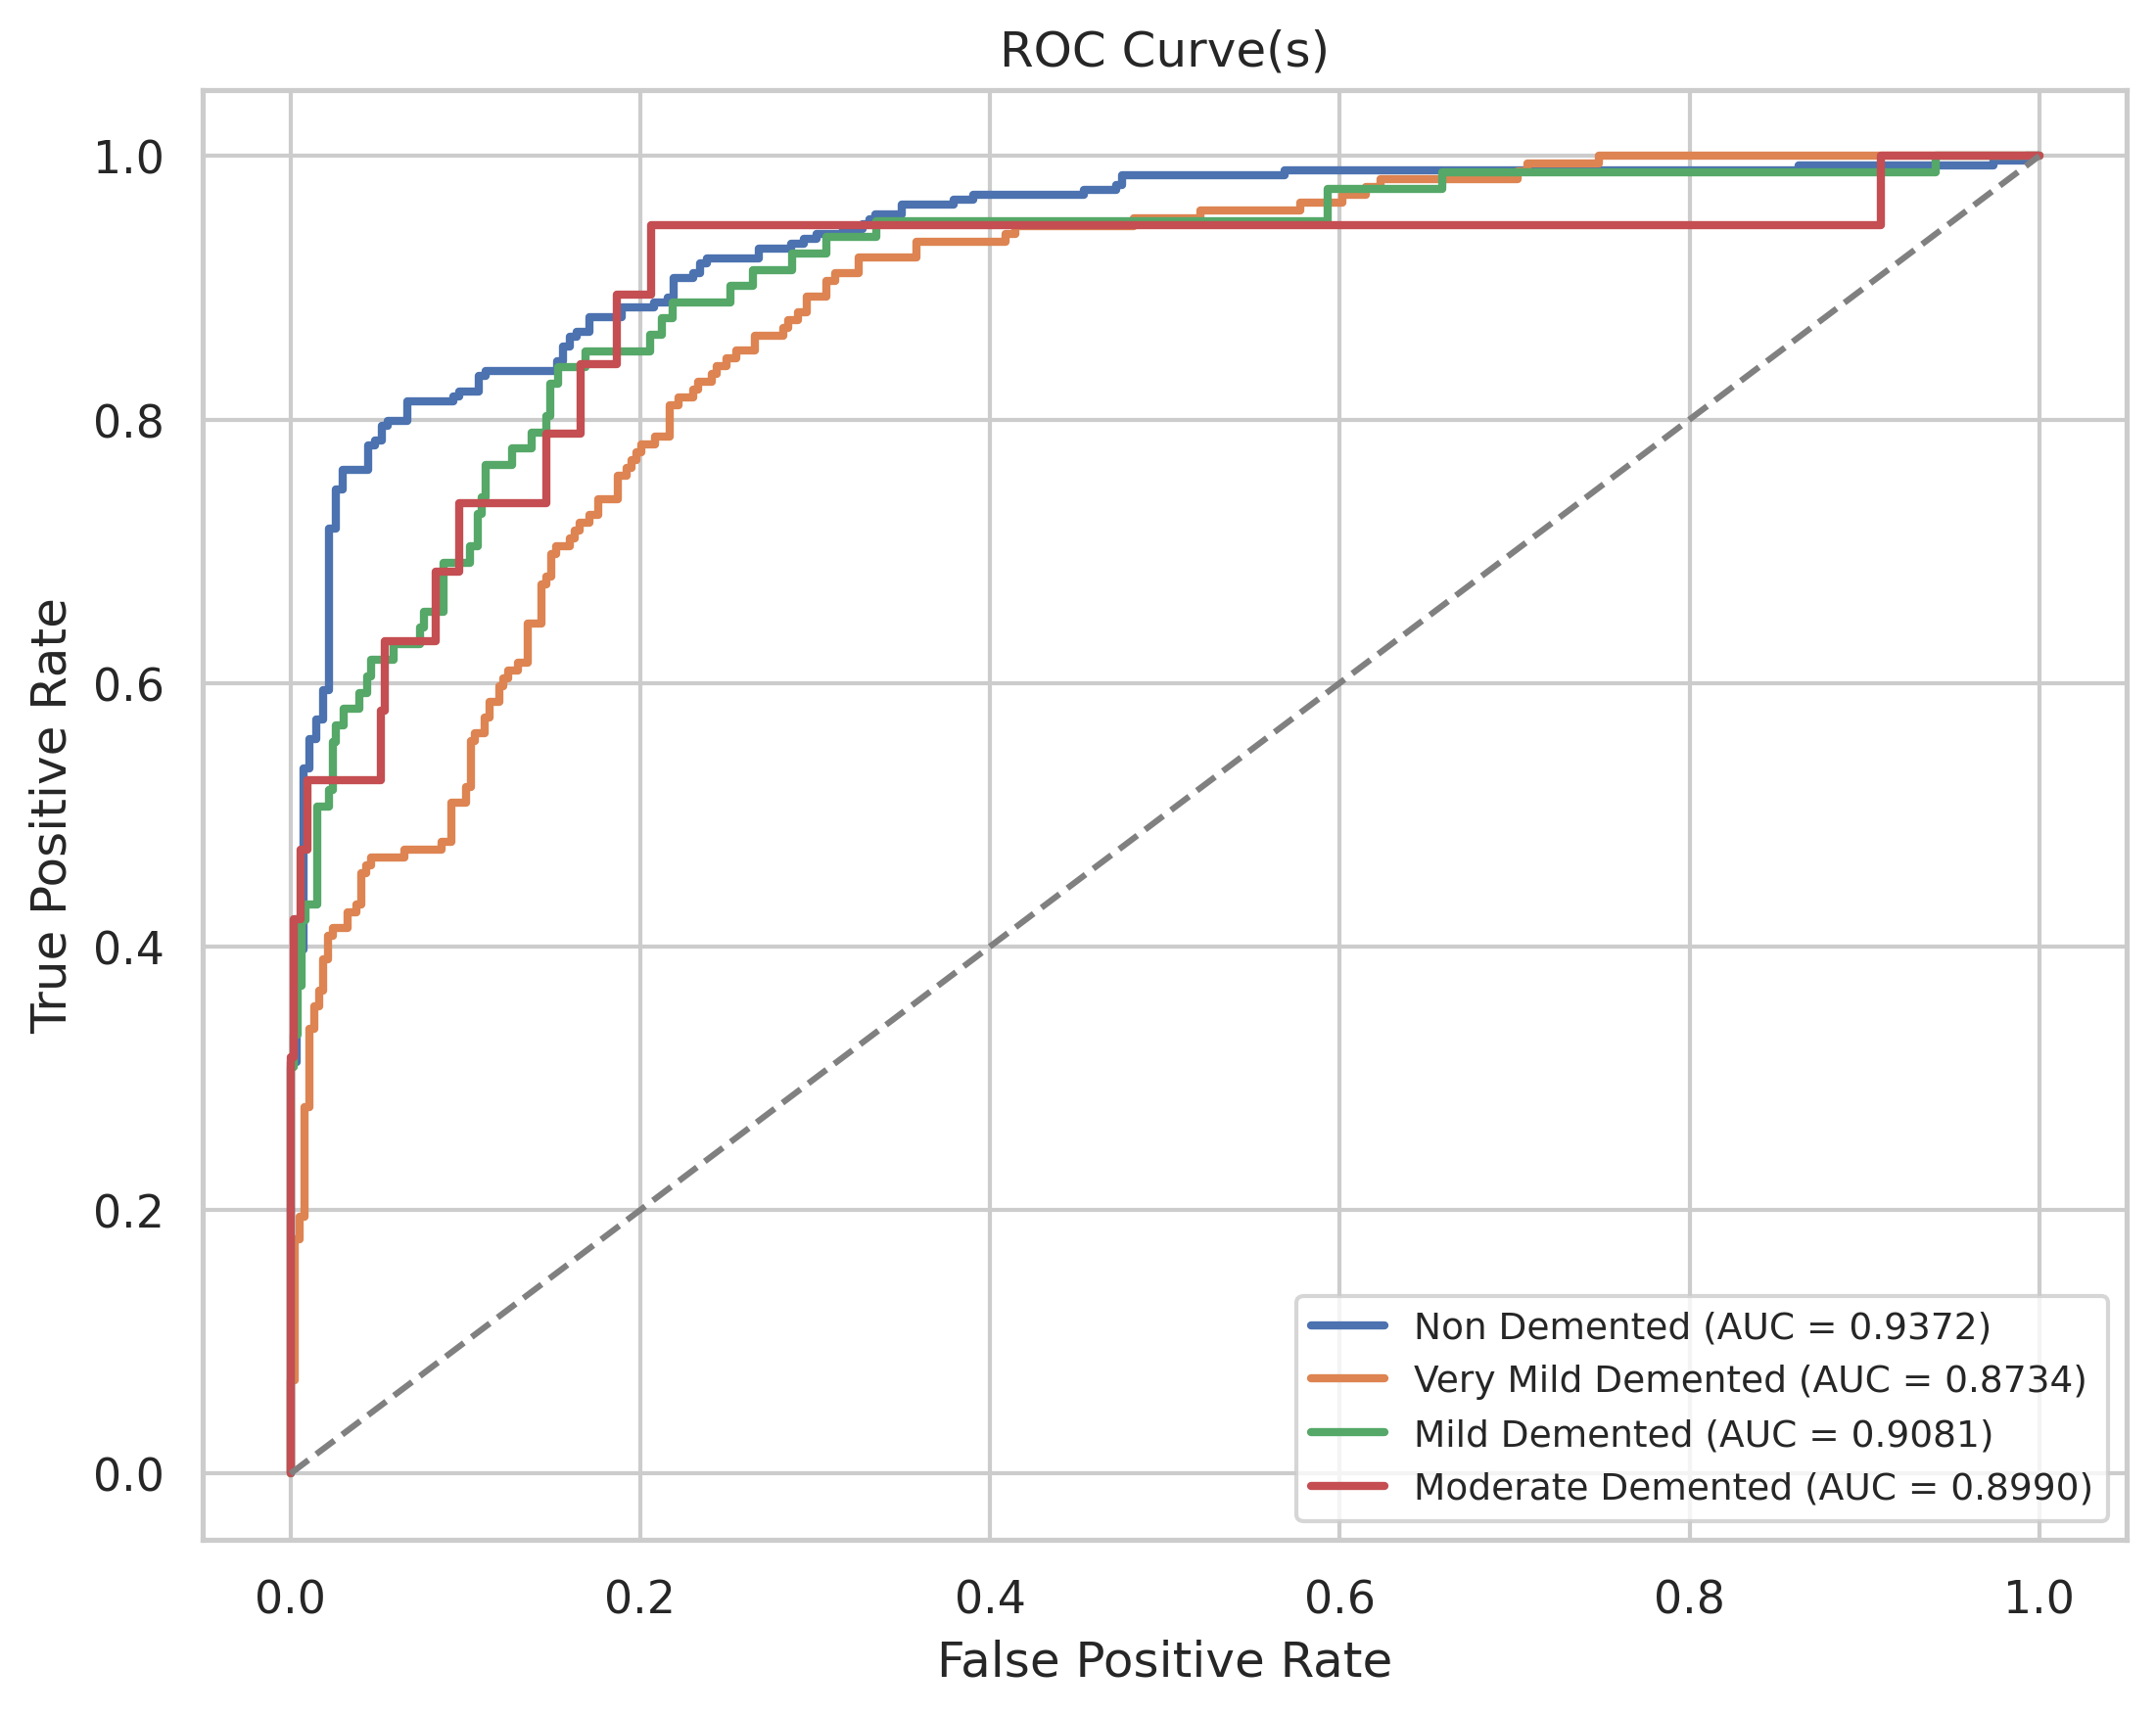 ROC Curve(s)
1.0
0.8
0.6
0.4
0.2
0.0
True Positive Rate
Non Demented (AUC = 0.9372)
Very Mild Demented (AUC = 0.8734)
Mild Demented (AUC = 0.9081)
Moderate Demented (AUC = 0.8990)
0.0 0.2 0.4 0.6 0.8 1.0
False Positive Rate